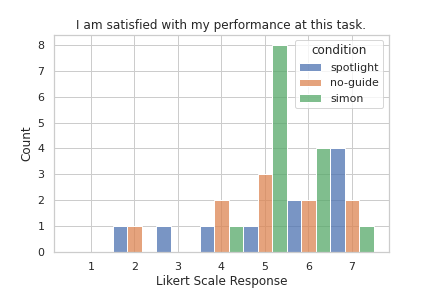 I am satisfied with my performance at this task.
condition
spotlight
no-guide
simon
Count
8
7
6
5
4
3
2
1
0
1 2 3 4 5 6 7
Likert Scale Response